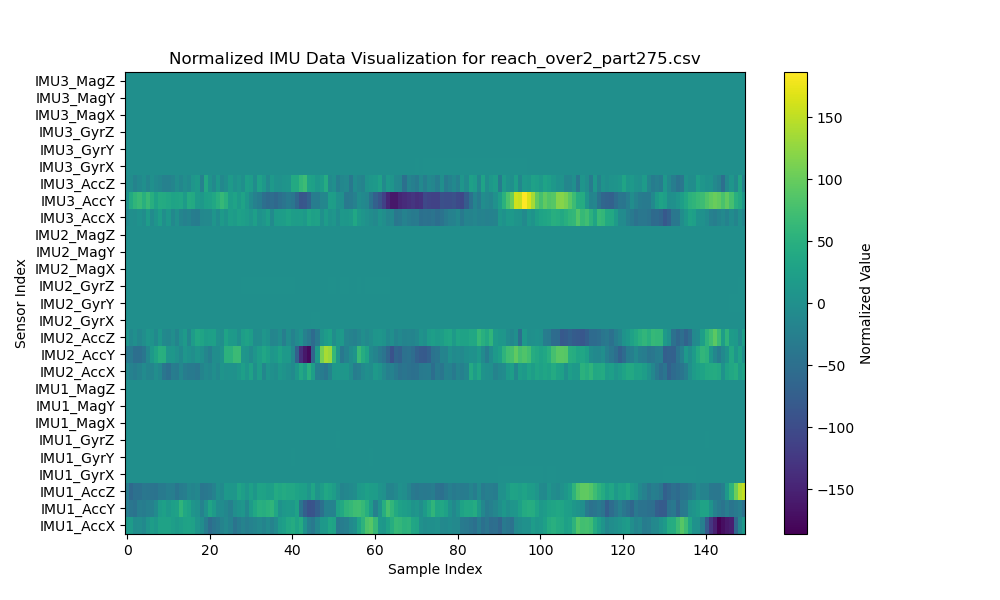 Normalized IMU Data Visualization for reach_over2_part275.csv
IMU3_MagZ
IMU3_MagY
IMU3_MagX
IMU3_GyrZ
IMU3_GyrY
IMU3_GyrX
IMU3_AccZ
IMU3_AccY
IMU3_AccX
IMU2_MagZ
IMU2_MagY
IMU2_MagX
IMU2_GyrZ
IMU2_GyrY
IMU2_GyrX
IMU2_AccZ
IMU2_AccY
IMU2_AccX
IMU1_MagZ
IMU1_MagY
IMU1_MagX
IMU1_GyrZ
IMU1_GyrY
IMU1_GyrX
IMU1_AccZ
IMU1_AccY
IMU1_AccX
Sensor Index
0 20 40 60 80 100 120 140
Sample Index
150
100
50
0
−50
−100
−150
Normalized Value